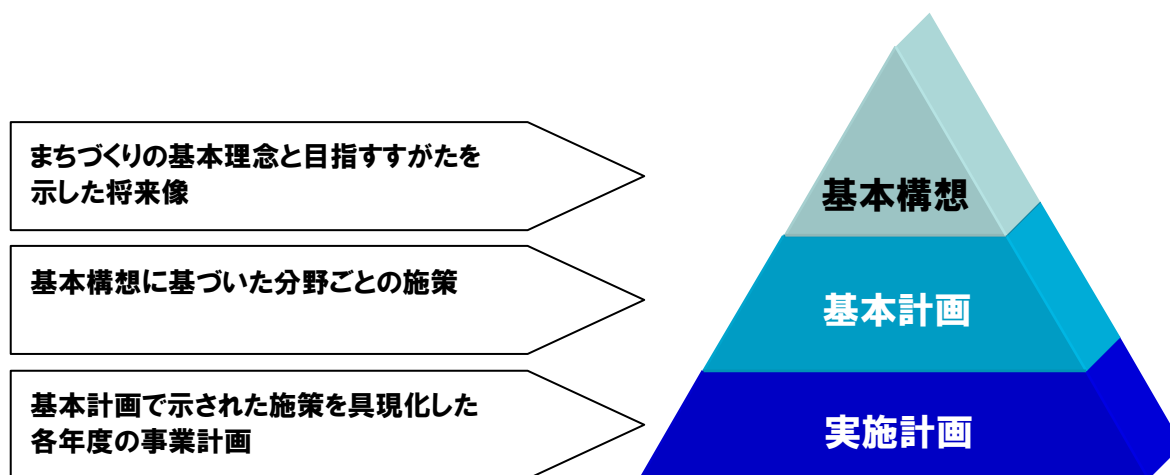 まちづくりの基本理念と目指すすがたを
示した将来像
基本構想
基本構想に基づいた分野ごとの施策
基本計画
基本計画で示された施策を具現化した
各年度の事業計画
実施計画